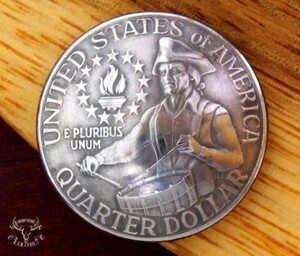 UNITED STATES OF AMERICA
E PLURIBUS
UNUM
QUARTER DOLLAR